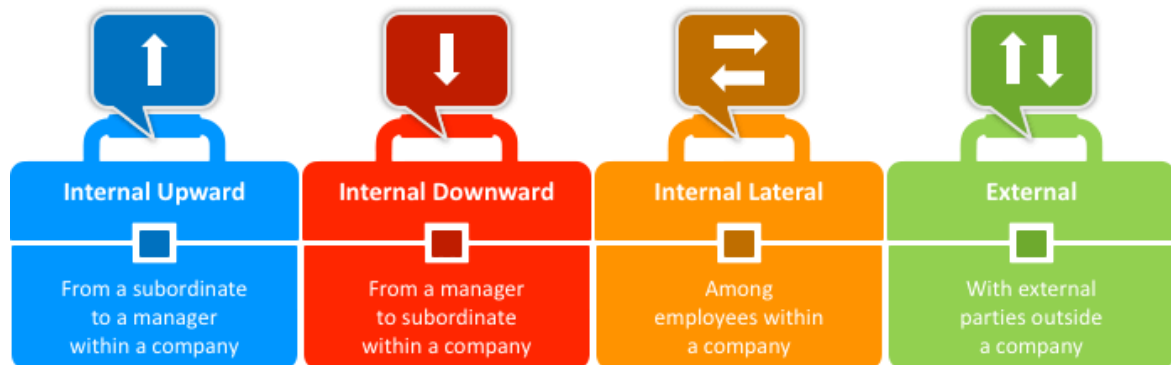 Internal Upward
From a subordinate
to a manager
within a company
Internal Downward
From a manager
to subordinate
within a company
Internal Lateral
Among
employees within
a company
External
With external
parties outside
a company